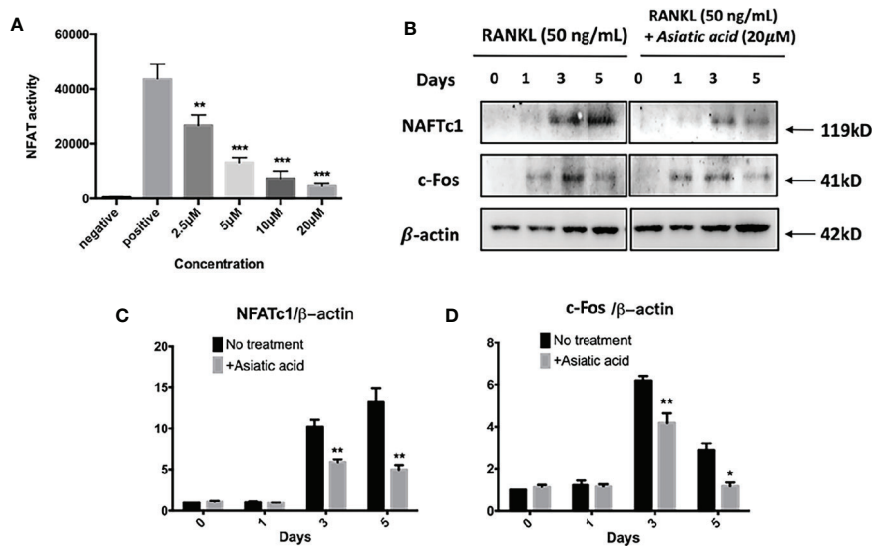 A
NFAT activity
60000
40000
20000
0
**
***
***
***
negative
positive
2.5µM
5µM
10µM
20µM
Concentration
B
RANKL (50 ng/mL)
RANKL (50 ng/mL)
+ Asiatic acid (20µM)
Days 0 1 3 5 0 1 3 5
NAFTc1 119kD
c-Fos 41kD
β-actin 42kD
C
NFATc1/β−actin
No treatment
+Asiatic acid
20
15
10
5
0
**
**
0 1 3 5
Days
D
c-Fos /β−actin
No treatment
+Asiatic acid
8
6
4
2
0
**
*
0 1 3 5
Days